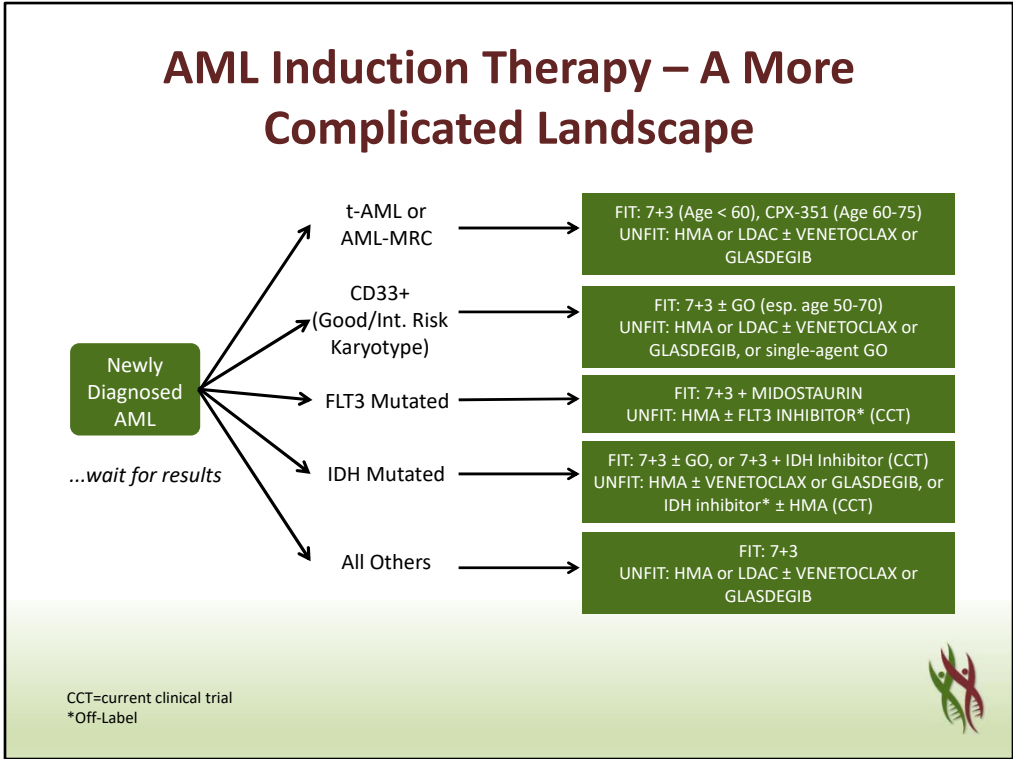 AML Induction Therapy – A More
Complicated Landscape
Newly
Diagnosed
AML
...wait for results
t-AML or
AML-MRC
FIT: 7+3 (Age < 60), CPX-351 (Age 60-75)
UNFIT: HMA or LDAC ± VENETOCLAX or
GLASDEGIB
CD33+
(Good/Int. Risk
Karyotype)
FIT: 7+3 ± GO (esp. age 50-70)
UNFIT: HMA or LDAC ± VENETOCLAX or
GLASDEGIB, or single-agent GO
FLT3 Mutated
FIT: 7+3 + MIDOSTAURIN
UNFIT: HMA ± FLT3 INHIBITOR* (CCT)
IDH Mutated
FIT: 7+3 ± GO, or 7+3 + IDH Inhibitor (CCT)
UNFIT: HMA ± VENETOCLAX or GLASDEGIB, or
IDH inhibitor* ± HMA (CCT)
All Others
FIT: 7+3
UNFIT: HMA or LDAC ± VENETOCLAX or
GLASDEGIB
CCT=current clinical trial
*Off-Label